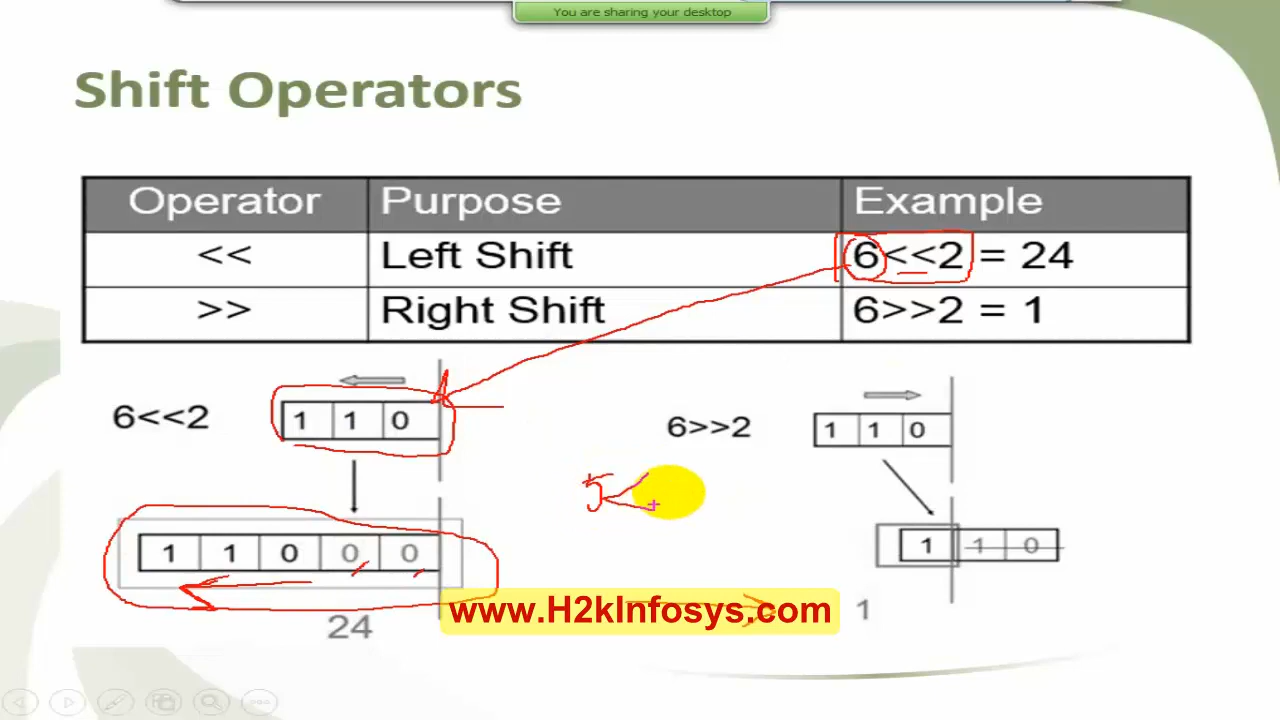 You are sharing your desktop
Shift Operators
Operator Purpose Example
<< Left Shift 6<<2 = 24
>> Right Shift 6>>2 = 1
6<<2 1 1 0
6>>2 1 1 0
5<
1 1 0 0 0
1 1 0
www.H2kInfosys.com
24
1